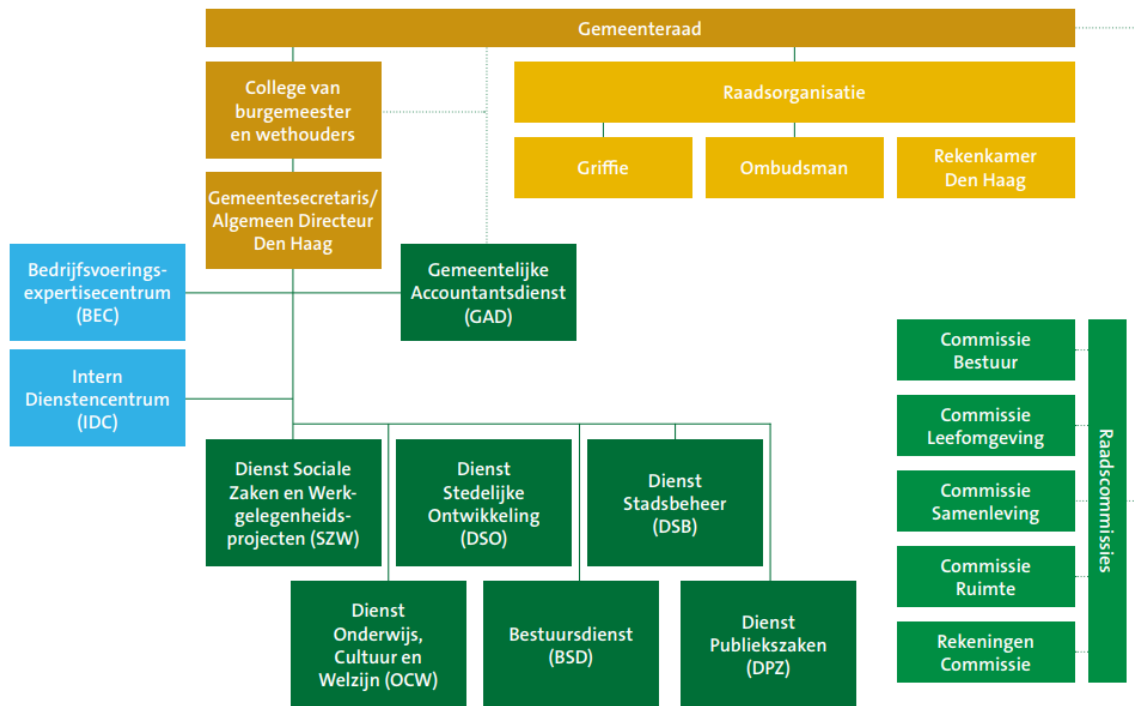 Gemeenteraad
College van
burgemeester
en wethouders
Raadsorganisatie
Griffie
Ombudsman
Rekenkamer
Den Haag
Gemeentesecretaris/
Algemeen Directeur
Den Haag
Bedrijfsvoerings-
expertisecentrum
(BEC)
Gemeentelijke
Accountantsdienst
(GAD)
Intern
Dienstencentrum
(IDC)
Dienst Sociale
Zaken en Werk-
gelegenheids-
projecten (SZW)
Dienst
Stedelijke
Ontwikkeling
(DSO)
Dienst
Stadsbeheer
(DSB)
Dienst
Onderwijs,
Cultuur en
Welzijn (OCW)
Bestuursdienst
(BSD)
Dienst
Publiekszaken
(DPZ)
Commissie
Bestuur
Commissie
Leefomgeving
Commissie
Samenleving
Commissie
Ruimte
Rekeningen
Commissie
Raadscommissies